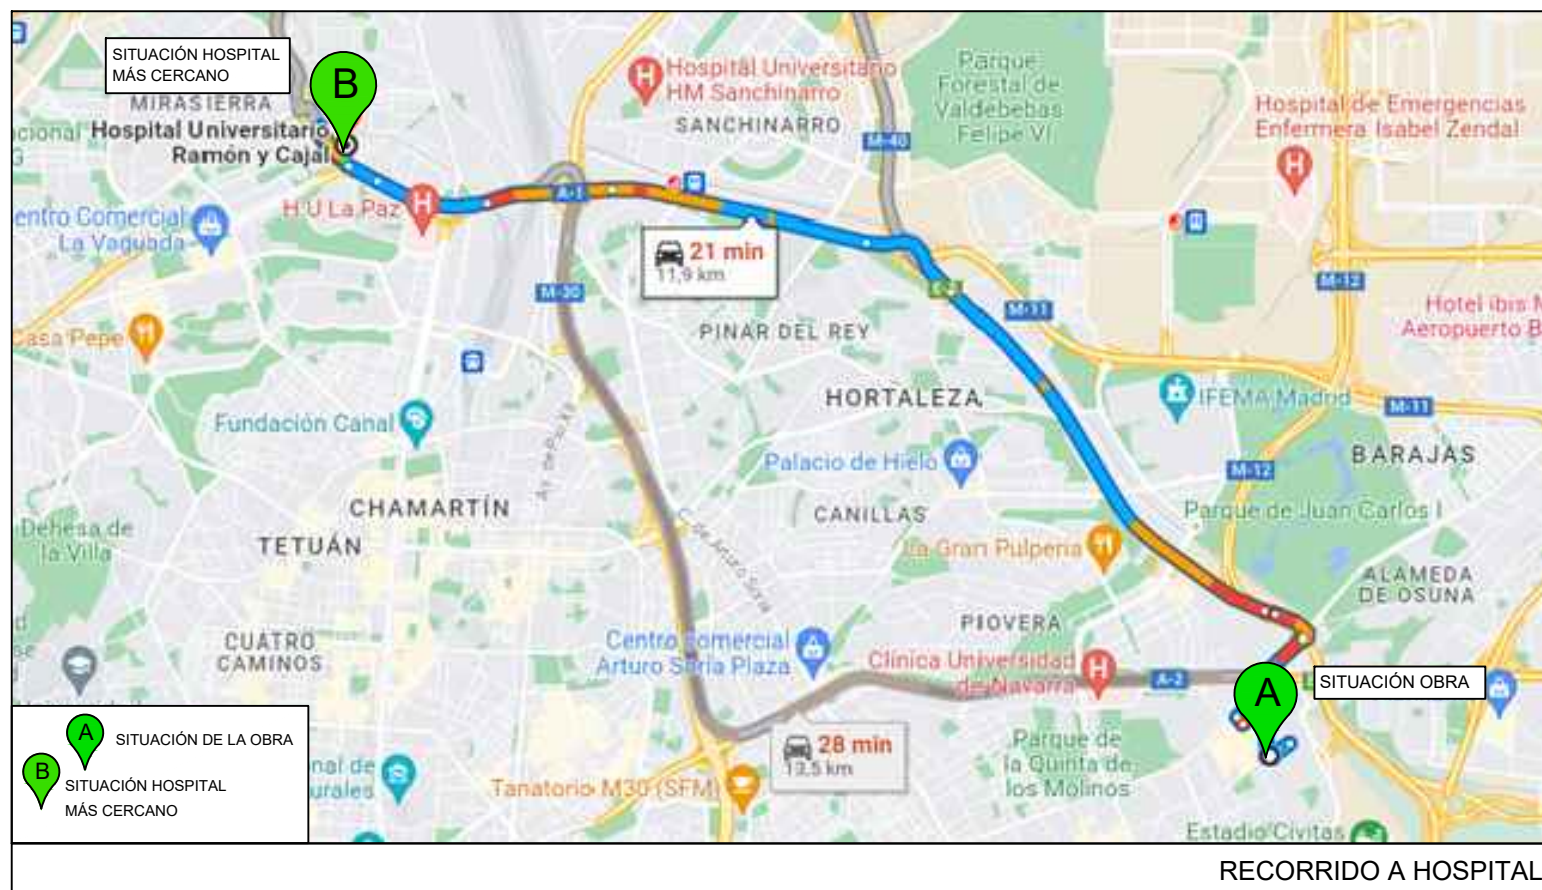 SITUACIÓN HOSPITAL
MÁS CERCANO
B
MIRASIERRA
Hospital Universitario
Ramón y Cajal
Hospital Universitario
HM Sanchinarro
SANCHINARRO
Parque
Forestal de
Valdebebas
Felipe VI
M-40
Hospital de Emergencias
Enfermera Isabel Zendal
H U La Paz
A-1
Centro Comercial
La Vaguada
21 min
11,9 km
M-30
M-11
M-12
Hotel ibis
Aeropuerto B
Casa Pepe
PINAR DEL REY
HORTALEZA
IFEMA Madrid
M-11
Fundación Canal
Palacio de Hielo
M-12
BARAJAS
CHAMARTÍN
CANILLAS
Parque de Juan Carlos I
C. de Arturo Soria
Dehesa de
la Villa
TETUÁN
La Gran Pulpería
ALAMEDA
DE OSUNA
PIOVERA
CUATRO
CAMINOS
Centro Comercial
Arturo Soria Plaza
Clínica Universidad
de Navarra
A-2
A
SITUACIÓN OBRA
28 min
13,5 km
Parque de
la Quinta de
los Molinos
Tanatorio M30 (SFM)
Estadio Cívitas
A
SITUACIÓN DE LA OBRA
B
SITUACIÓN HOSPITAL
MÁS CERCANO
RECORRIDO A HOSPITAL